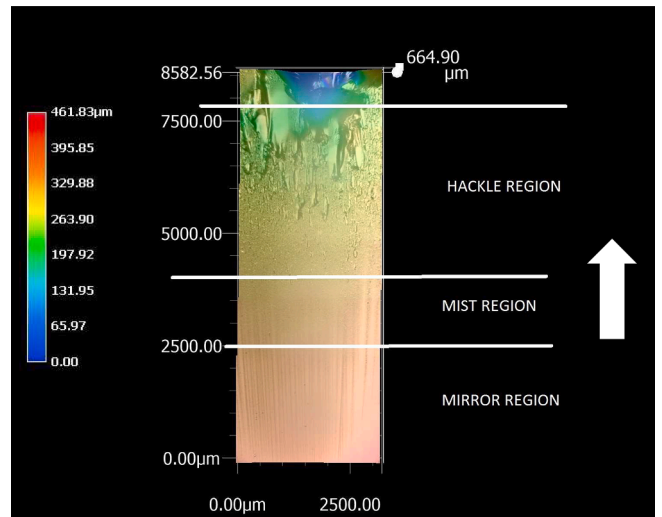 664.90
µm
8582.56
461.83µm
7500.00
395.85
329.88
HACKLE REGION
263.90
5000.00
197.92
131.95
MIST REGION
65.97
2500.00
0.00
MIRROR REGION
0.00µm
0.00µm 2500.00